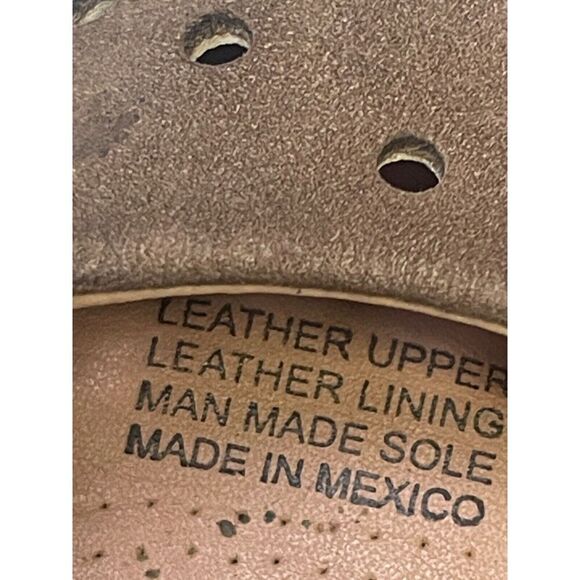 LEATHER UPPER
LEATHER LINING
MAN MADE SOLE
MADE IN MEXICO